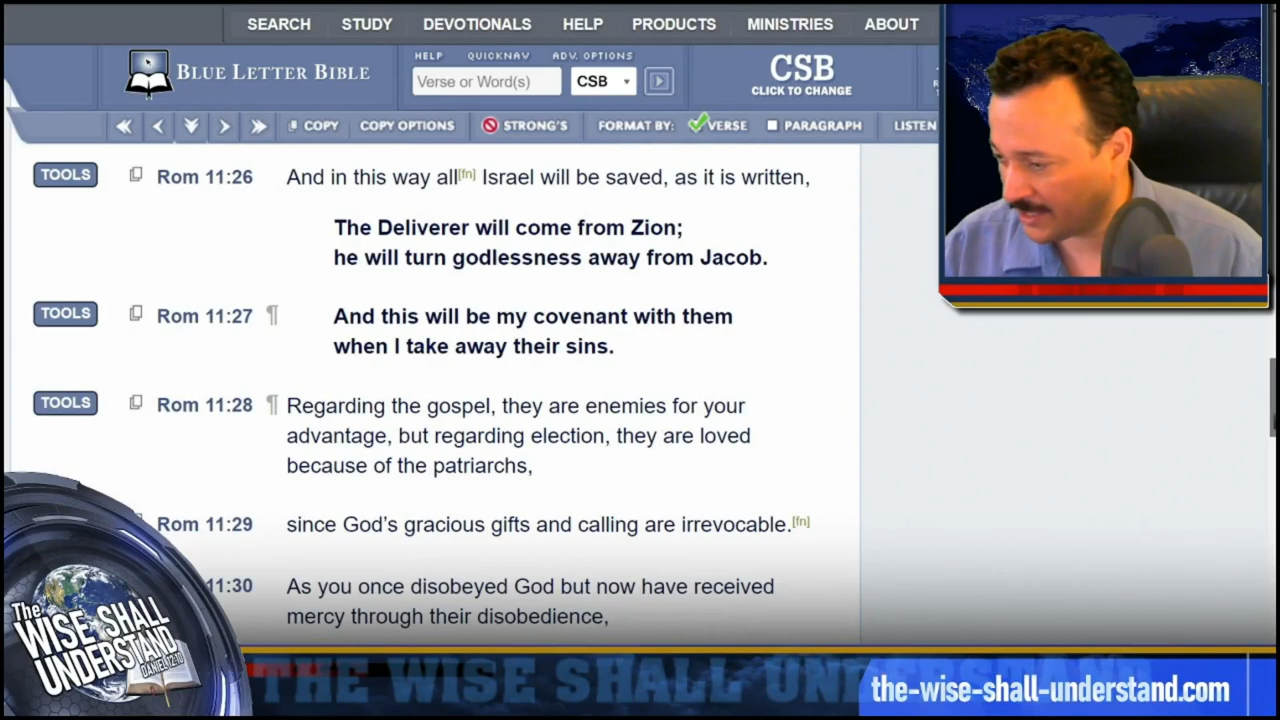 SEARCH STUDY DEVOTIONALS HELP PRODUCTS MINISTRIES ABOUT
HELP QUICKNAV ADV. OPTIONS
BLUE LETTER BIBLE
Verse or Word(s) CSB
CSB
CLICK TO CHANGE
COPY COPY OPTIONS STRONG'S FORMAT BY: VERSE PARAGRAPH LISTEN
TOOLS Rom 11:26 And in this way all[fn] Israel will be saved, as it is written,
The Deliverer will come from Zion;
he will turn godlessness away from Jacob.
TOOLS Rom 11:27 ¶ And this will be my covenant with them
when I take away their sins.
TOOLS Rom 11:28 ¶ Regarding the gospel, they are enemies for your
advantage, but regarding election, they are loved
because of the patriarchs,
Rom 11:29 since God's gracious gifts and calling are irrevocable.[fn]
11:30 As you once disobeyed God but now have received
mercy through their disobedience,
The
WISE SHALL
UNDERSTAND
DANIEL 12:10
THE WISE SHALL UNDERSTAND
the-wise-shall-understand.com